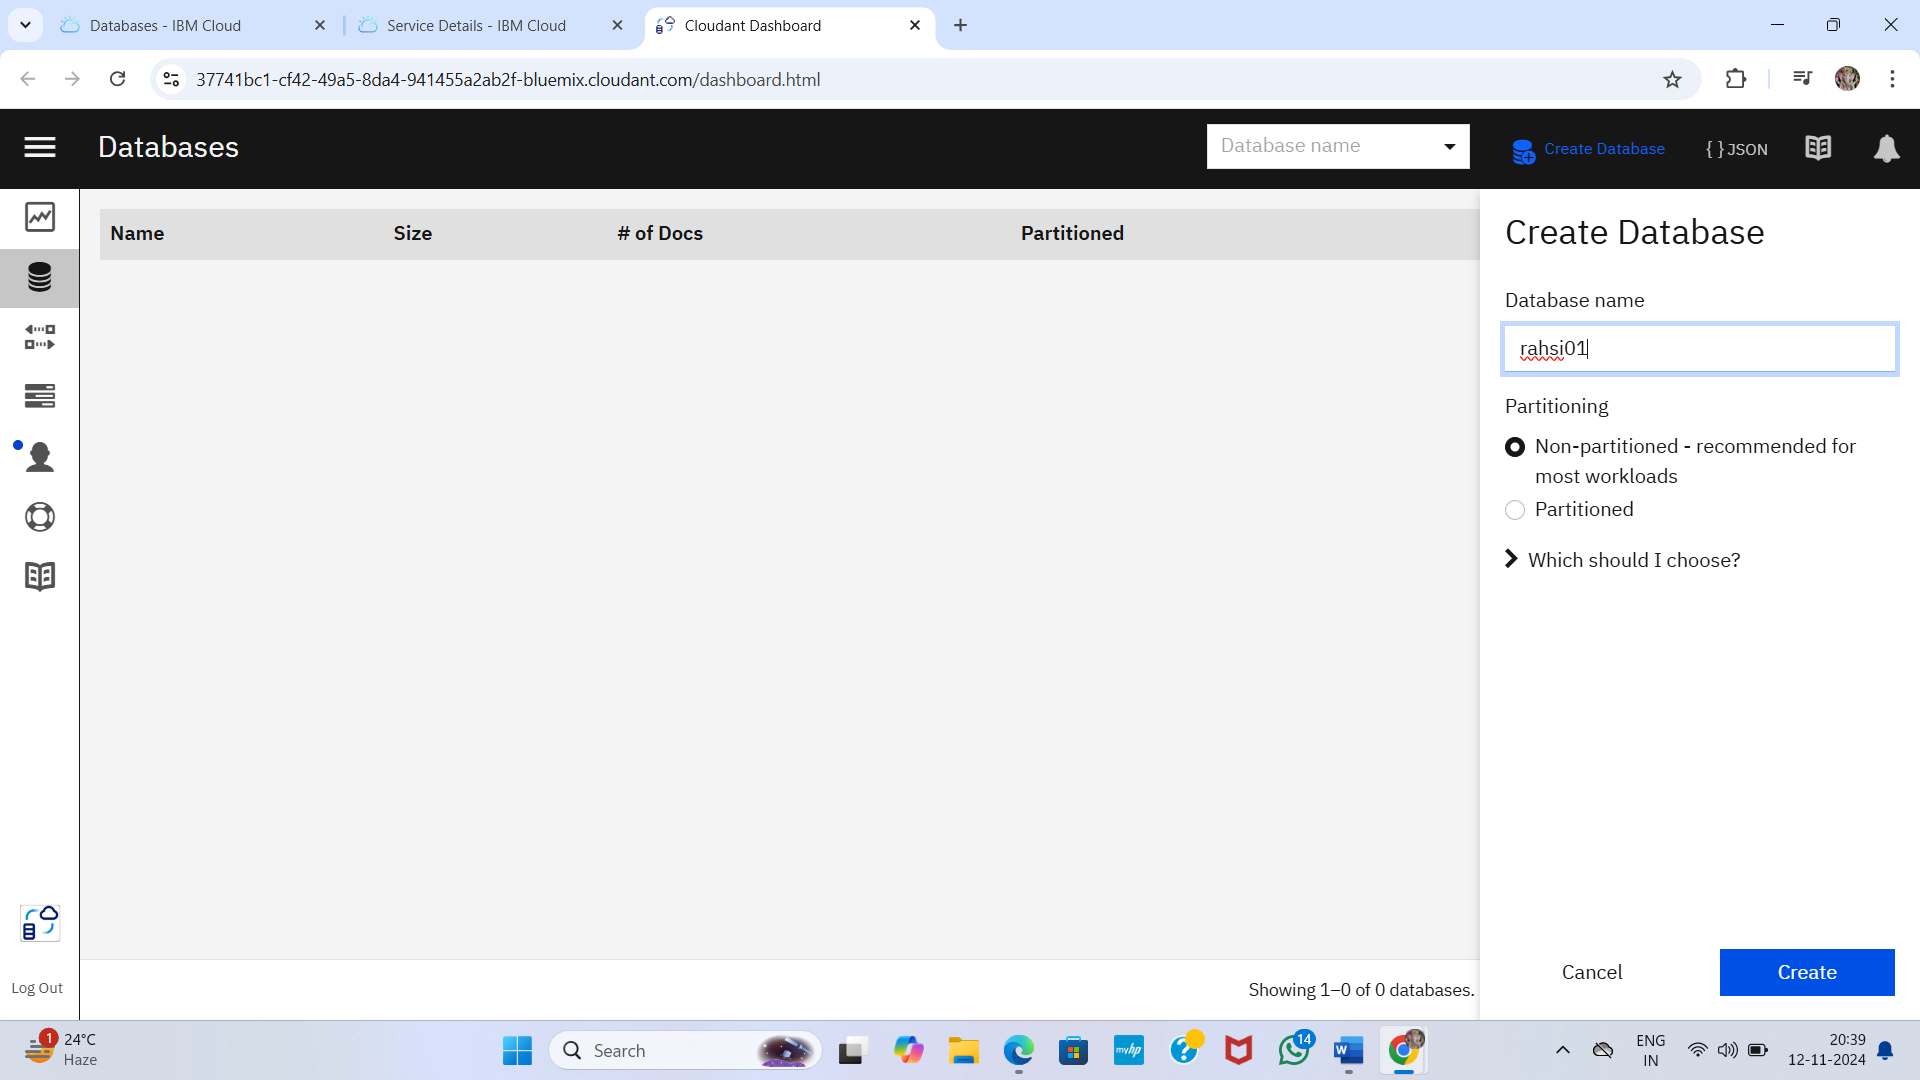 Databases - IBM Cloud
Service Details - IBM Cloud
Cloudant Dashboard
37741bc1-cf42-49a5-8da4-941455a2ab2f-bluemix.cloudant.com/dashboard.html
Databases
Database name
Create Database
{ } JSON
Name Size # of Docs Partitioned
Create Database
Database name
rahsi01
Partitioning
Non-partitioned - recommended for
most workloads
Partitioned
Which should I choose?
Cancel
Create
Log Out
Showing 1–0 of 0 databases.
1
24°C
Haze
Search
myhp
14
W
ENG
IN
20:39
12-11-2024